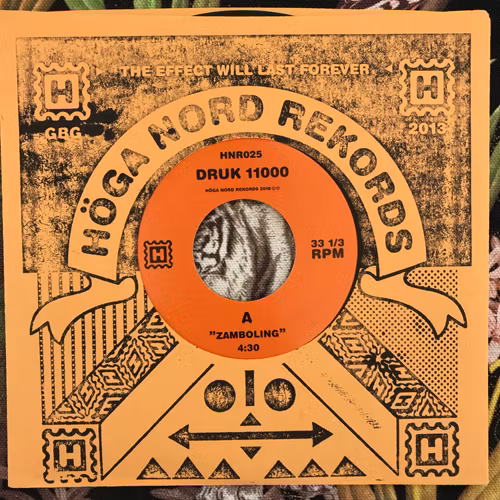 H
H
"THE EFFECT WILL LAST FOREVER
GBG
2013
HÖGA NORD REKORDS
HNR025
DRUK 11000
H
33 1/3
RPM
A
"ZAMBOLING"
4:30
H
H